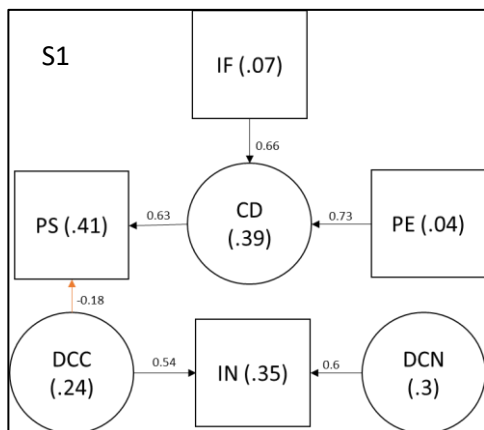 S1
IF (.07)
0.66
PS (.41)
0.63
CD
(.39)
0.73
PE (.04)
-0.18
DCC
(.24)
0.54
IN (.35)
0.6
DCN
(.3)